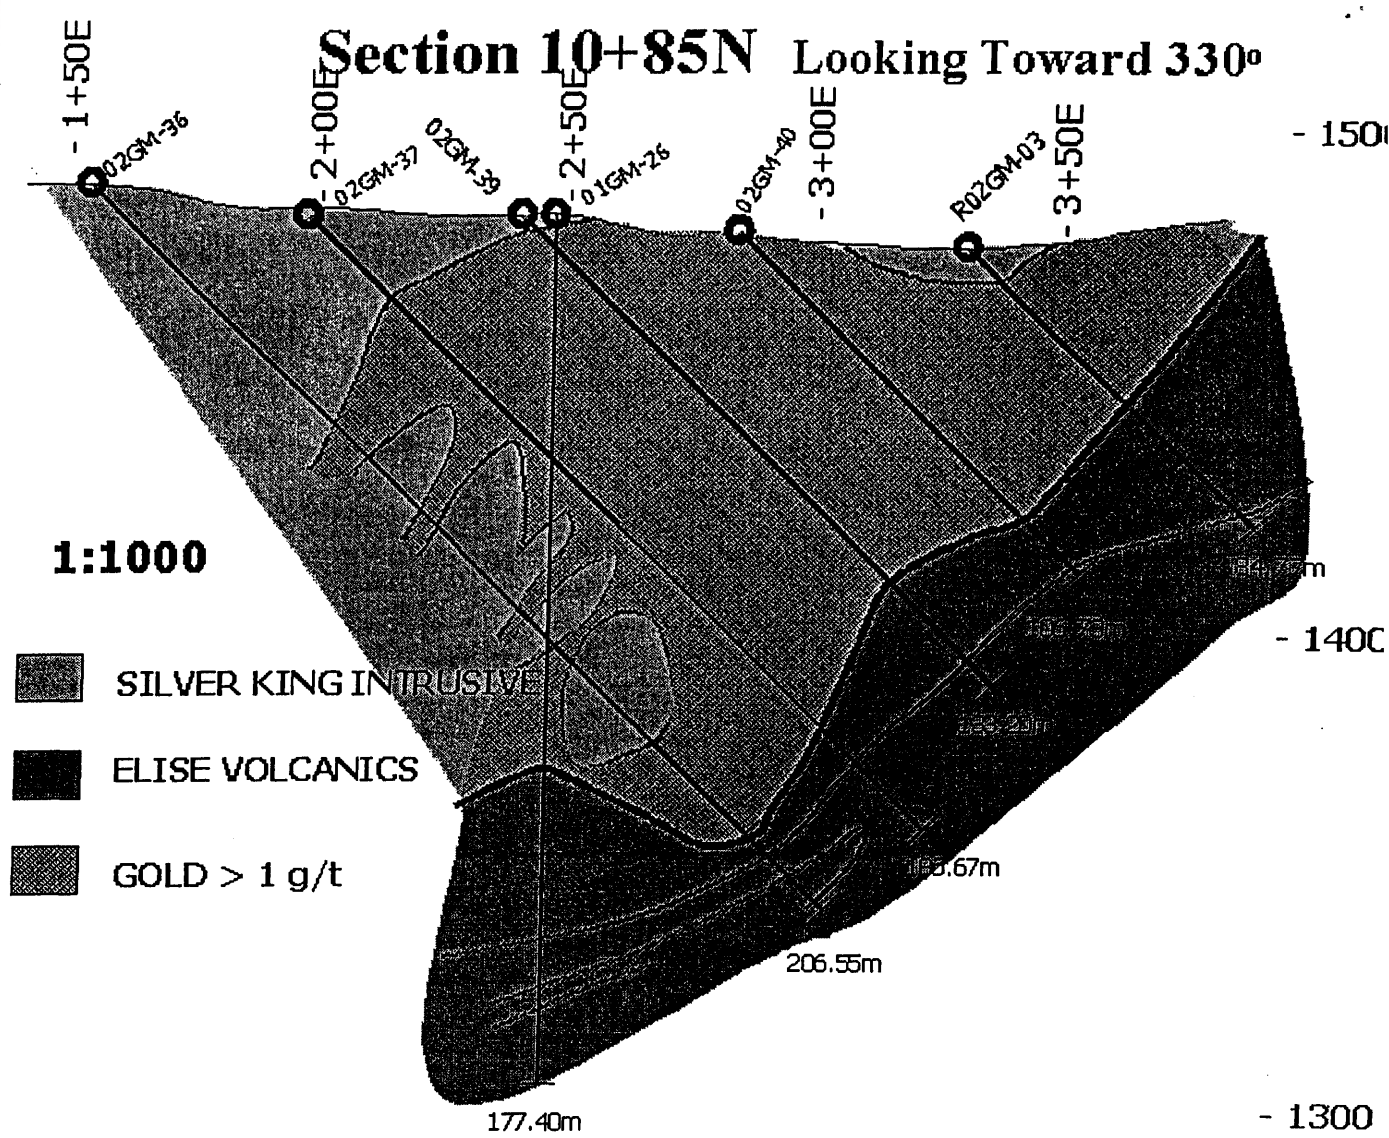 Section 10+85N Looking Toward 330º
- 1+50E
- 2+00E
- 2+50E
- 3+00E
- 3+50E
02GM-36
02GM-37
02GM-39
01GM-26
02GM-40
R02GM-03
- 1500
- 1400
- 1300
1:1000
SILVER KING INTRUSIVE
ELISE VOLCANICS
GOLD > 1 g/t
206.55m
177.40m